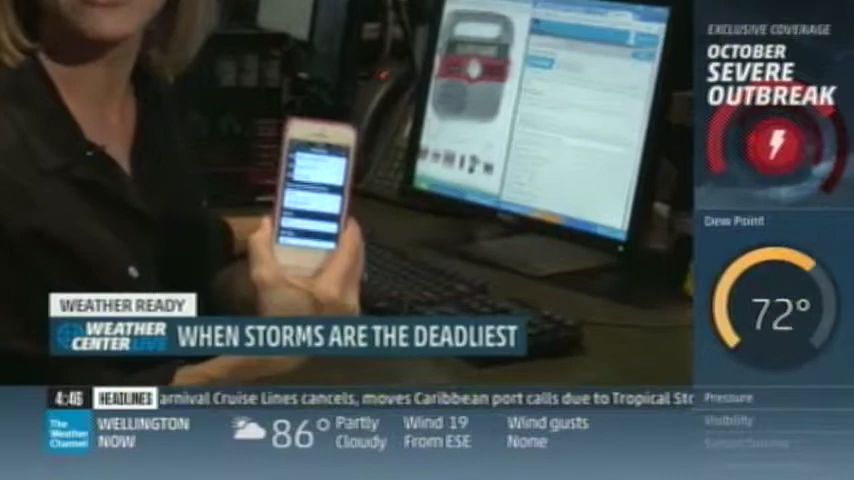 EXCLUSIVE COVERAGE
OCTOBER
SEVERE
OUTBREAK
Dew Point
72°
WEATHER READY
WEATHER
CENTER LIVE
WHEN STORMS ARE THE DEADLIEST
4:46
HEADLINES
arnival Cruise Lines cancels, moves Caribbean port calls due to Tropical Str
Pressure
Visibility
The
Weather
Channel
WELLINGTON
NOW
86°
Partly
Cloudy
Wind 19
From ESE
Wind gusts
None